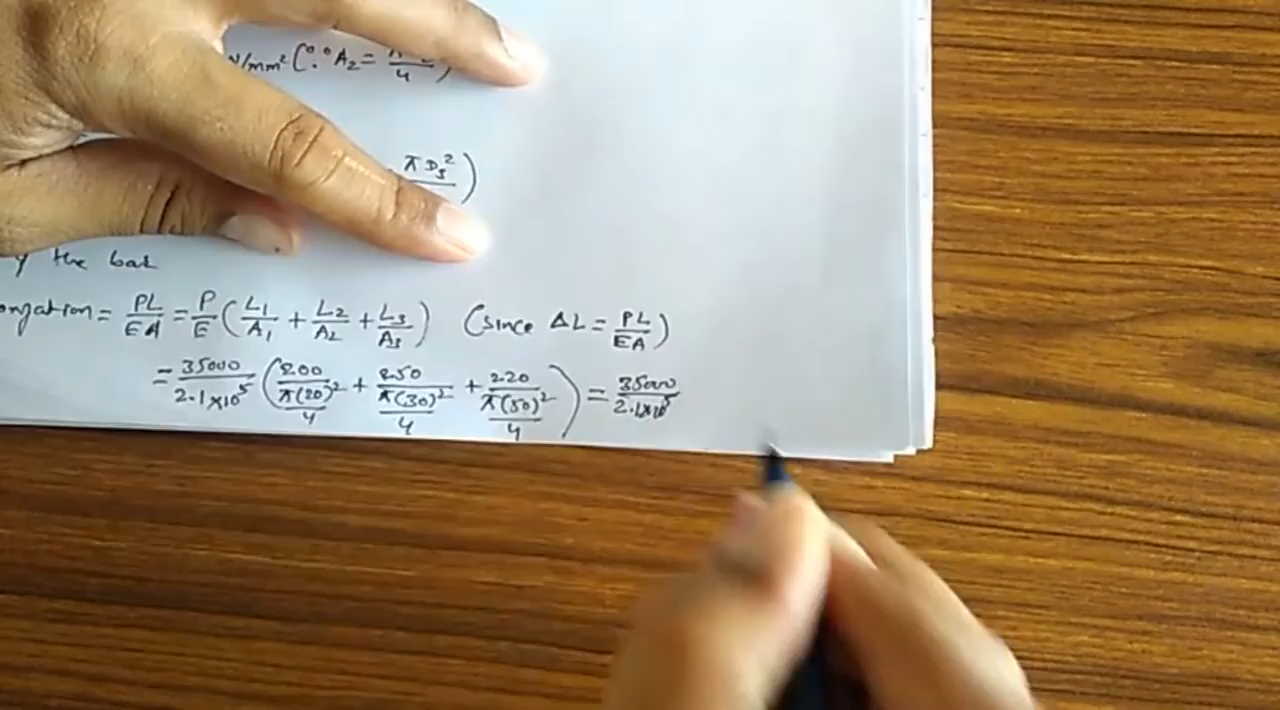 N/mm² (∵ A₂ = π
4 )
πD₃² )
the bar
ongation = PL/EA = P/E (L₁/A₁ + L₂/A₂ + L₃/A₃) (since ΔL = PL/EA)
= 35000/2.1×10⁵ (200/(π(20)²/4) + 250/(π(30)²/4) + 220/(π(50)²/4)) = 35000/2.1×10⁵